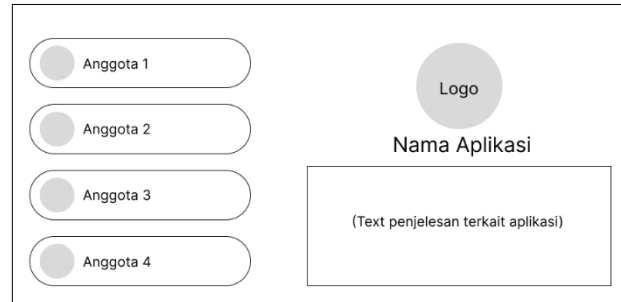 Anggota 1
Anggota 2
Anggota 3
Anggota 4
Logo
Nama Aplikasi
(Text penjelesan terkait aplikasi)